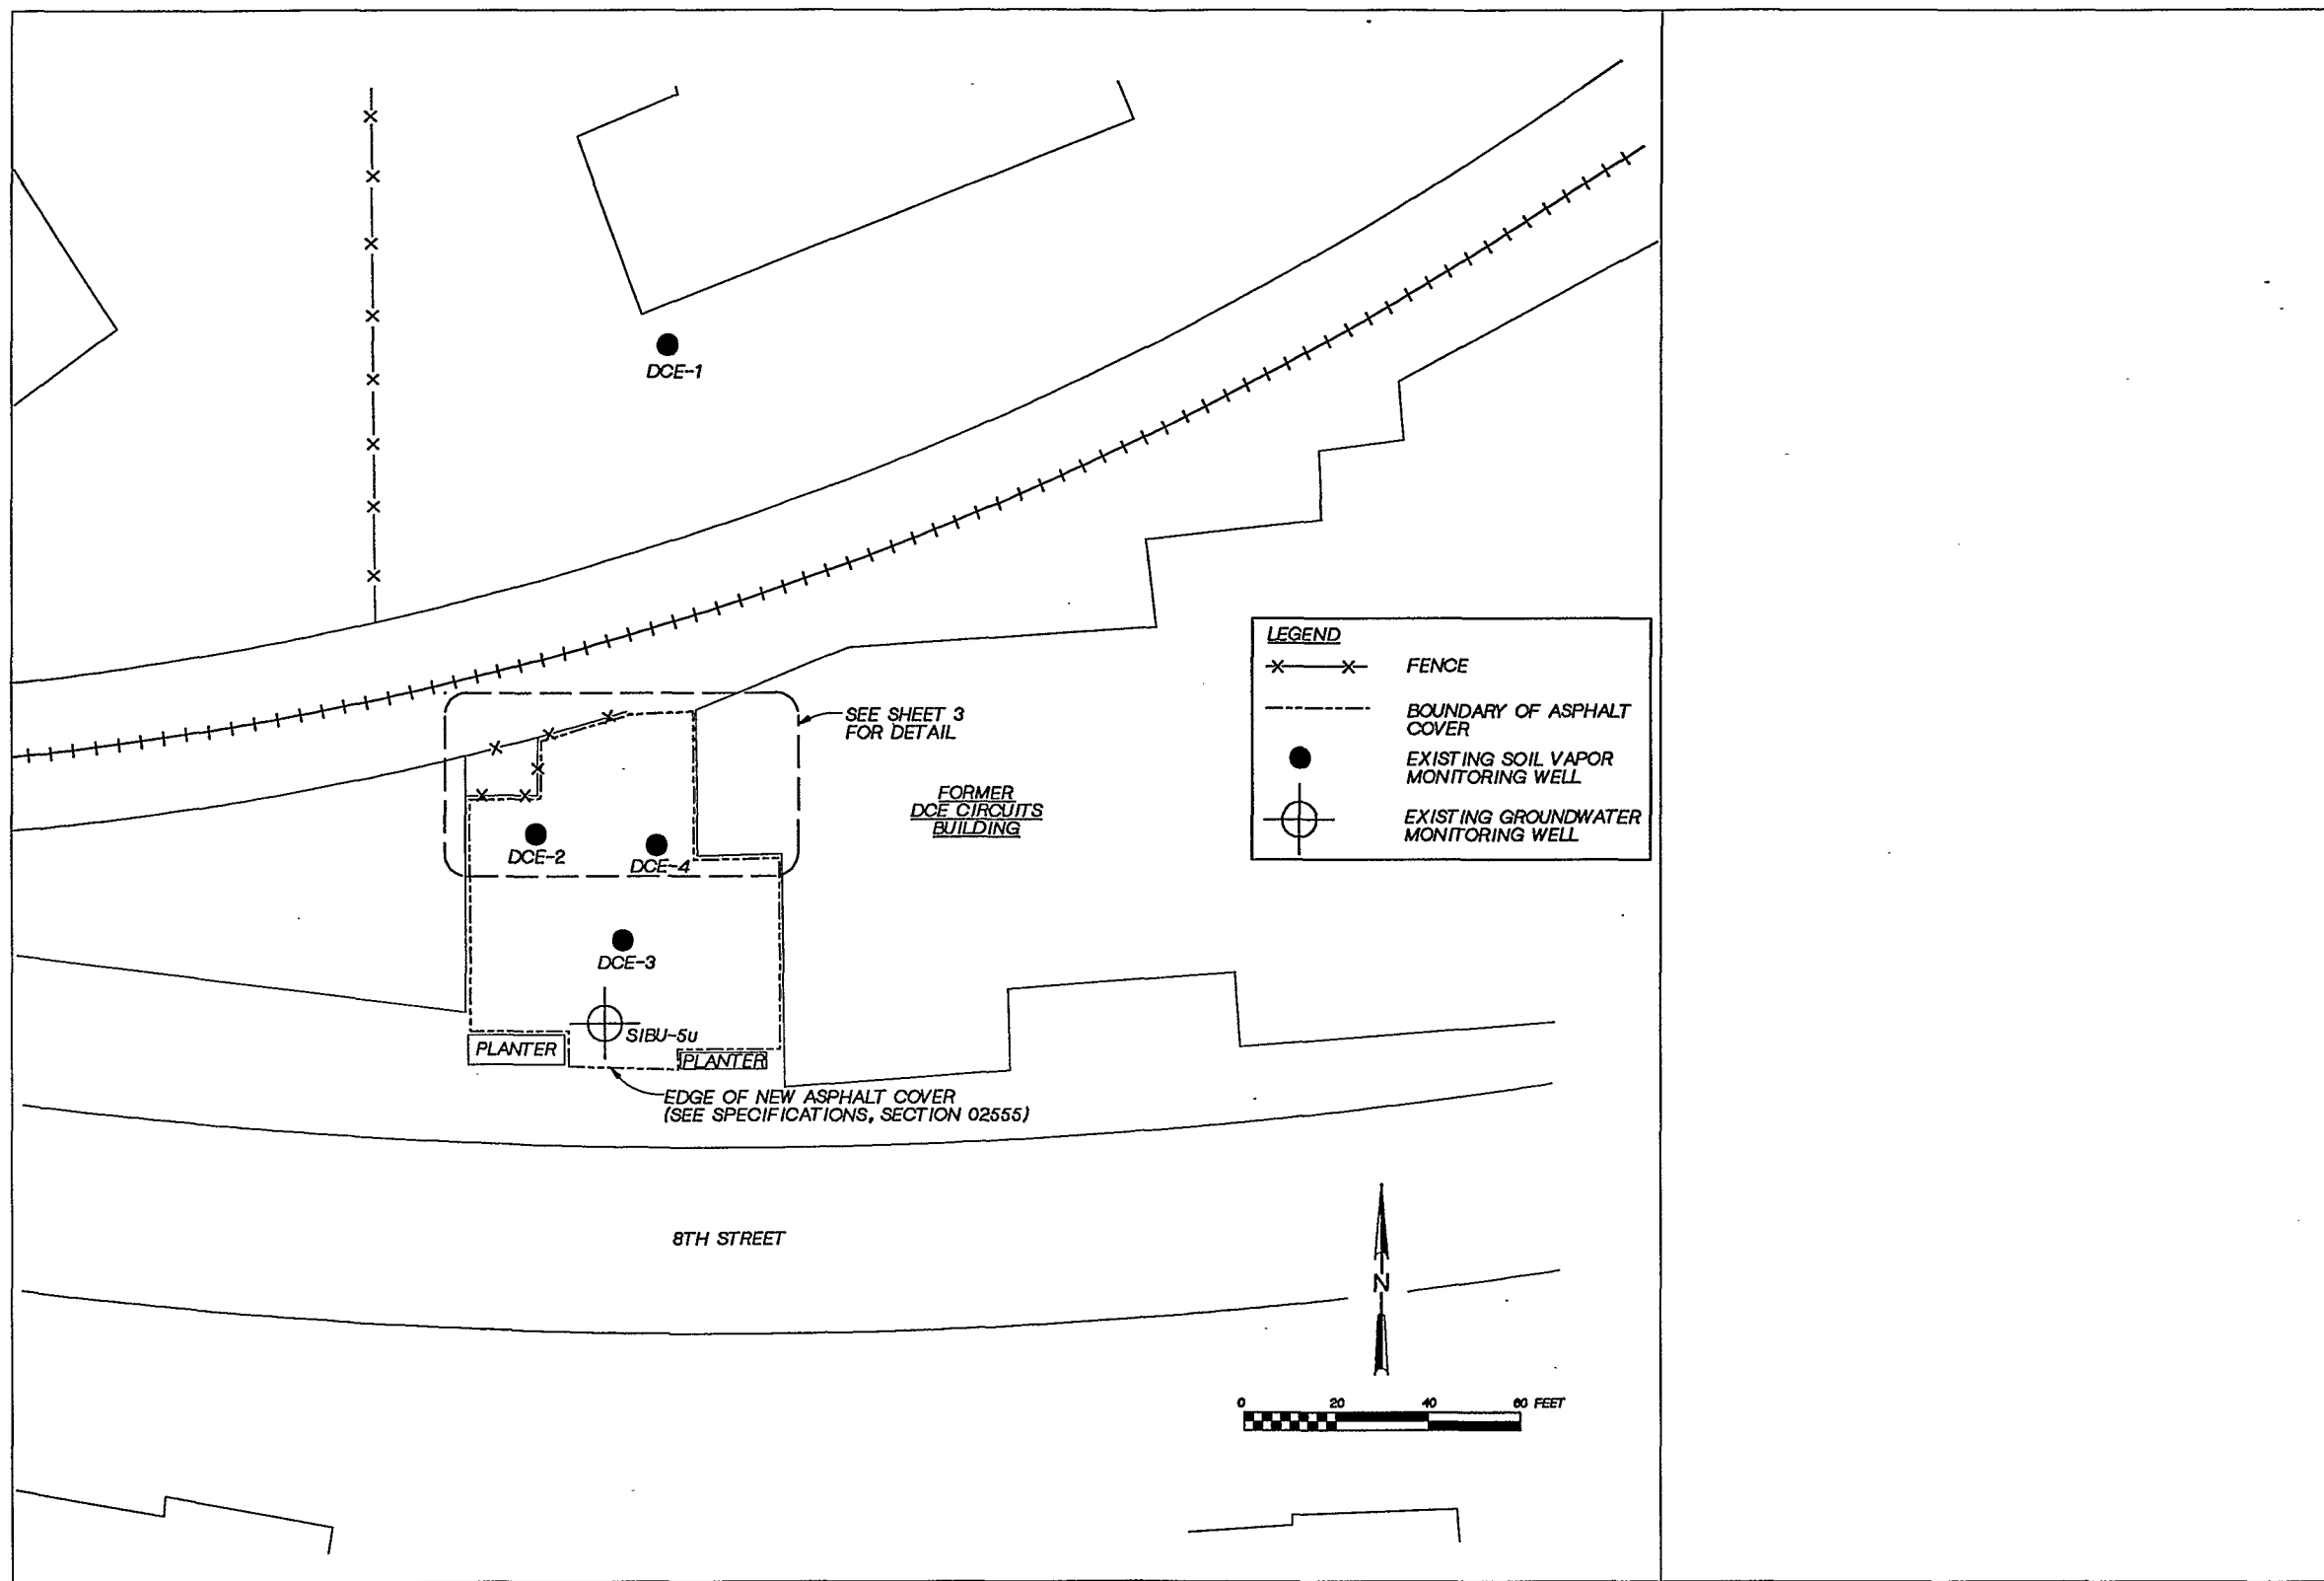 DCE-1
LEGEND
FENCE
BOUNDARY OF ASPHALT
COVER
EXISTING SOIL VAPOR
MONITORING WELL
EXISTING GROUNDWATER
MONITORING WELL
SEE SHEET 3
FOR DETAIL
FORMER
DCE CIRCUITS
BUILDING
DCE-2
DCE-4
DCE-3
SIBU-5u
PLANTER
PLANTER
EDGE OF NEW ASPHALT COVER
(SEE SPECIFICATIONS, SECTION 02555)
8TH STREET
N
0 20 40 60 FEET